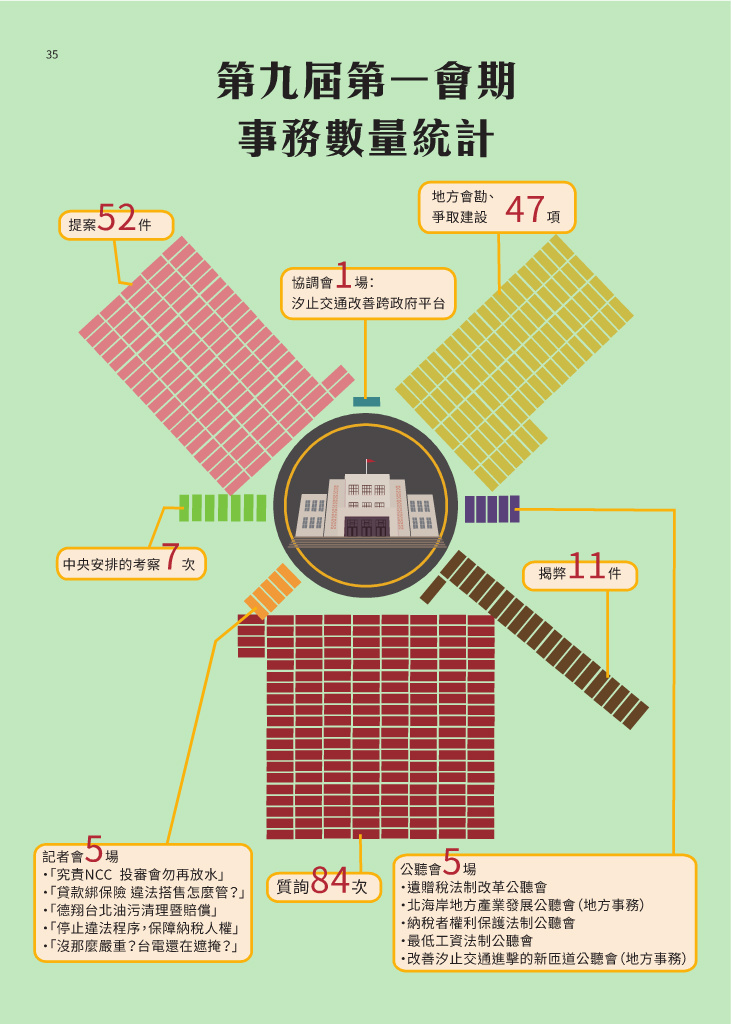 35
第九屆第一會期
事務數量統計
提案52件
地方會勘、
爭取建設 47項
協調會1場:
汐止交通改善跨政府平台
中央安排的考察7次
揭弊11件
記者會5場
•「究責NCC 投審會勿再放水」
•「貸款綁保險 違法搭售怎麼管?」
•「德翔台北油污清理暨賠償」
•「停止違法程序,保障納稅人權」
•「沒那麼嚴重?台電還在遮掩?」
質詢84次
公聽會5場
•遺贈稅法制改革公聽會
•北海岸地方產業發展公聽會(地方事務)
•納稅者權利保護法制公聽會
•最低工資法制公聽會
•改善汐止交通進擊的新匝道公聽會(地方事務)